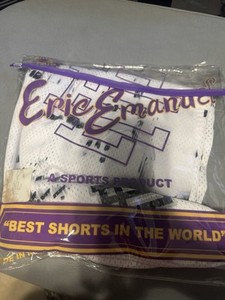 Eric Emanuel
A SPORTS PRODUCT
"BEST SHORTS IN THE WORLD"